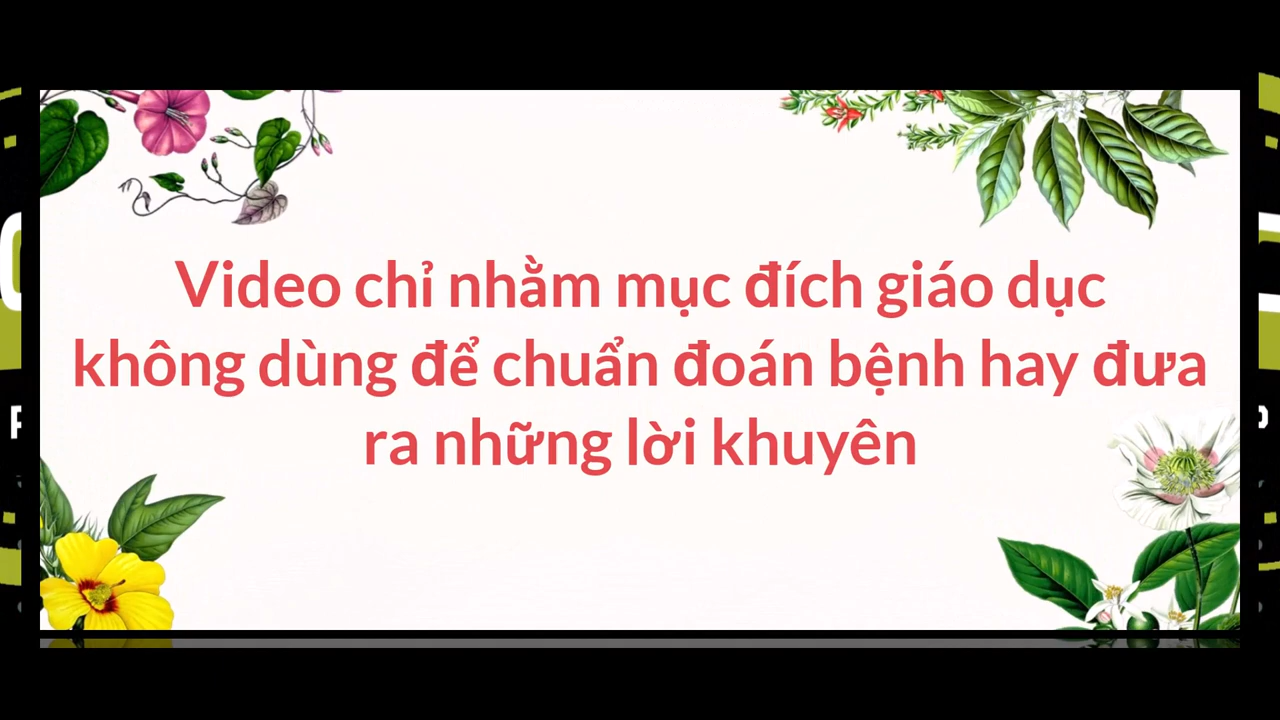 Video chỉ nhằm mục đích giáo dục
không dùng để chuẩn đoán bệnh hay đưa
ra những lời khuyên